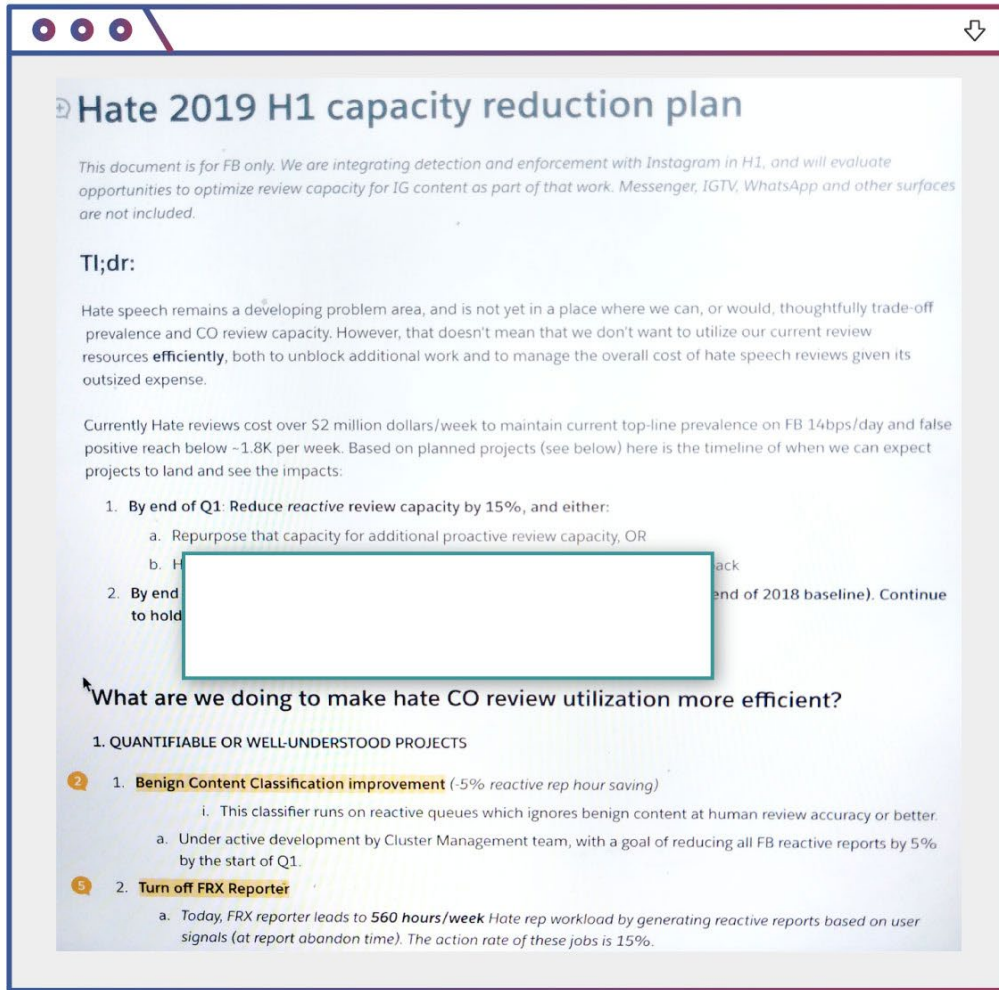 Hate 2019 H1 capacity reduction plan
This document is for FB only. We are integrating detection and enforcement with Instagram in H1, and will evaluate
opportunities to optimize review capacity for IG content as part of that work. Messenger, IGTV, WhatsApp and other surfaces
are not included.
Tl;dr:
Hate speech remains a developing problem area, and is not yet in a place where we can, or would, thoughtfully trade-off
prevalence and CO review capacity. However, that doesn't mean that we don't want to utilize our current review
resources efficiently, both to unblock additional work and to manage the overall cost of hate speech reviews given its
outsized expense.
Currently Hate reviews cost over $2 million dollars/week to maintain current top-line prevalence on FB 14bps/day and false
positive reach below ~1.8K per week. Based on planned projects (see below) here is the timeline of when we can expect
projects to land and see the impacts:
1. By end of Q1: Reduce reactive review capacity by 15%, and either:
a. Repurpose that capacity for additional proactive review capacity, OR
b. H ack
2. By end end of 2018 baseline). Continue
to hold
What are we doing to make hate CO review utilization more efficient?
1. QUANTIFIABLE OR WELL-UNDERSTOOD PROJECTS
2 1. Benign Content Classification improvement (-5% reactive rep hour saving)
i. This classifier runs on reactive queues which ignores benign content at human review accuracy or better.
a. Under active development by Cluster Management team, with a goal of reducing all FB reactive reports by 5%
by the start of Q1.
5 2. Turn off FRX Reporter
a. Today, FRX reporter leads to 560 hours/week Hate rep workload by generating reactive reports based on user
signals (at report abandon time). The action rate of these jobs is 15%.